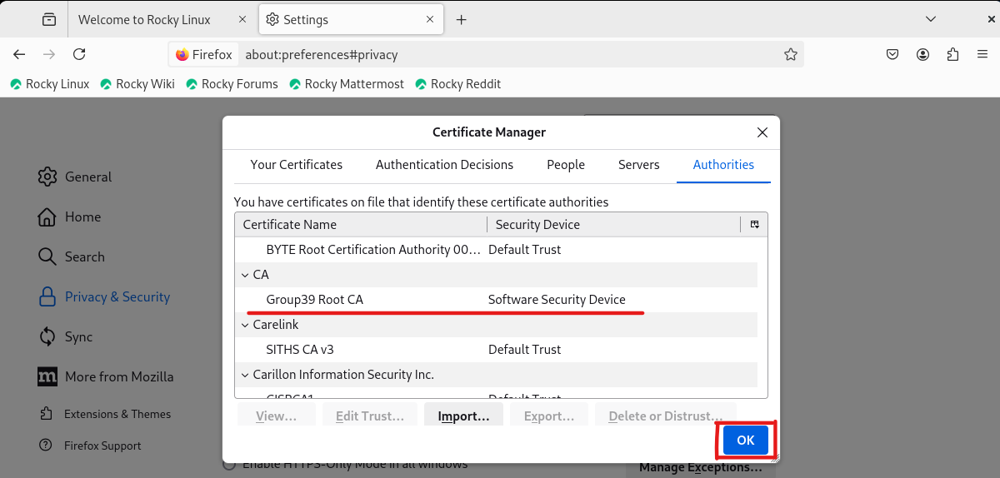 Welcome to Rocky Linux
Settings
Firefox
about:preferences#privacy
Rocky Linux
Rocky Wiki
Rocky Forums
Rocky Mattermost
Rocky Reddit
Certificate Manager
Your Certificates
Authentication Decisions
People
Servers
Authorities
General
Home
Search
Privacy & Security
Sync
m
More from Mozilla
Extensions & Themes
Firefox Support
You have certificates on file that identify these certificate authorities
Certificate Name
Security Device
BYTE Root Certification Authority 00…
Default Trust
CA
Group39 Root CA
Software Security Device
Carelink
SITHS CA v3
Default Trust
Carillon Information Security Inc.
CISRCA1
Default Trust
View…
Edit Trust…
Import…
Export…
Delete or Distrust…
OK
Enable HTTPS-Only Mode in all windows
Manage Exceptions…